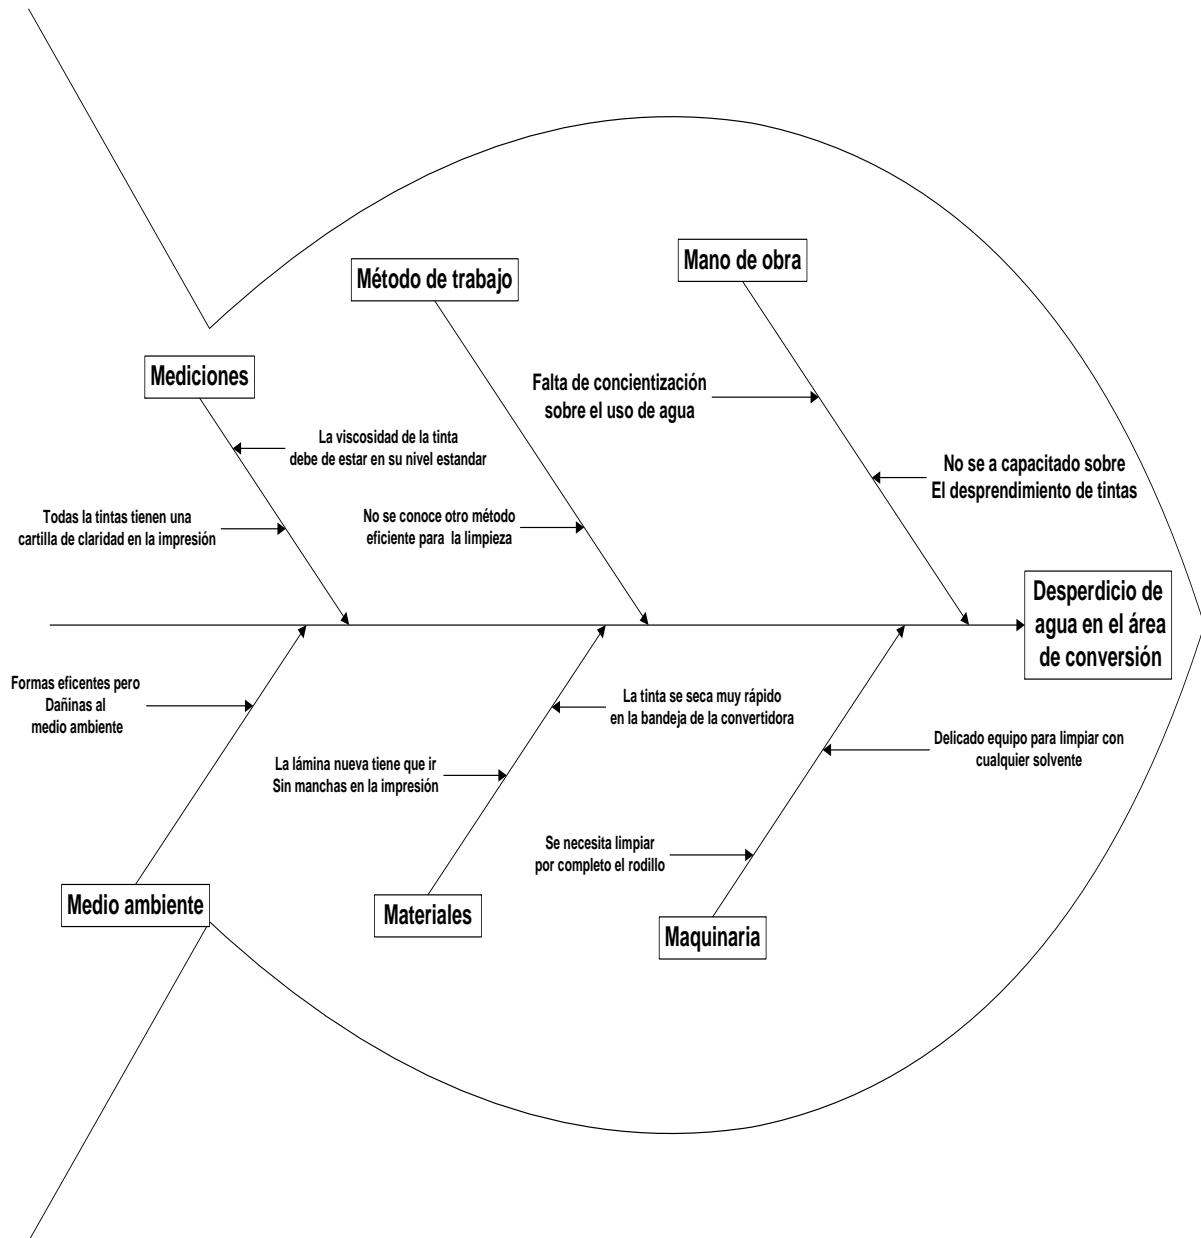 Mano de obra
Método de trabajo
Mediciones
Falta de concientización
sobre el uso de agua
La viscosidad de la tinta
debe de estar en su nivel estandar
No se a capacitado sobre
El desprendimiento de tintas
Todas la tintas tienen una
cartilla de claridad en la impresión
No se conoce otro método
eficiente para la limpieza
Desperdicio de
agua en el área
de conversión
Formas eficentes pero
Dañinas al
medio ambiente
La tinta se seca muy rápido
en la bandeja de la convertidora
La lámina nueva tiene que ir
Sin manchas en la impresión
Delicado equipo para limpiar con
cualquier solvente
Se necesita limpiar
por completo el rodillo
Medio ambiente
Materiales
Maquinaria